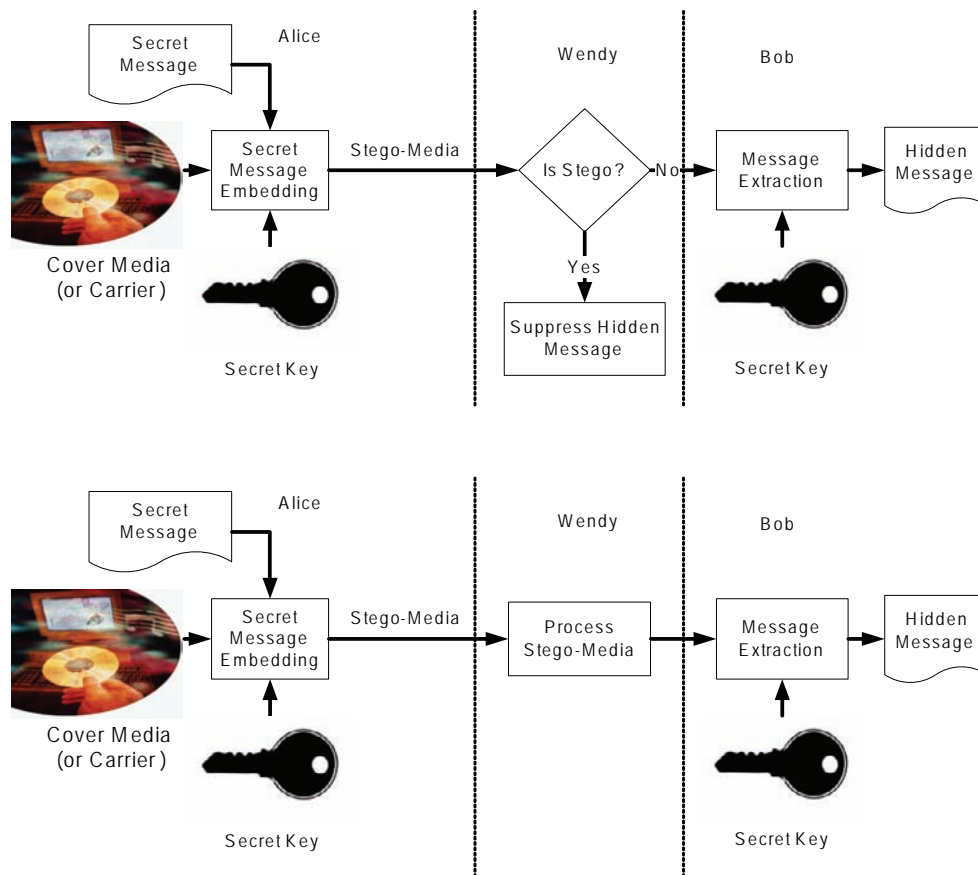 Alice
Wendy
Bob
Secret
Message
Secret
Message
Embedding
Stego-Media
Is Stego?
No
Message
Extraction
Hidden
Message
Cover Media
(or Carrier)
Yes
Suppress Hidden
Message
Secret Key
Secret Key
Alice
Wendy
Bob
Secret
Message
Secret
Message
Embedding
Stego-Media
Process
Stego-Media
Message
Extraction
Hidden
Message
Cover Media
(or Carrier)
Secret Key
Secret Key